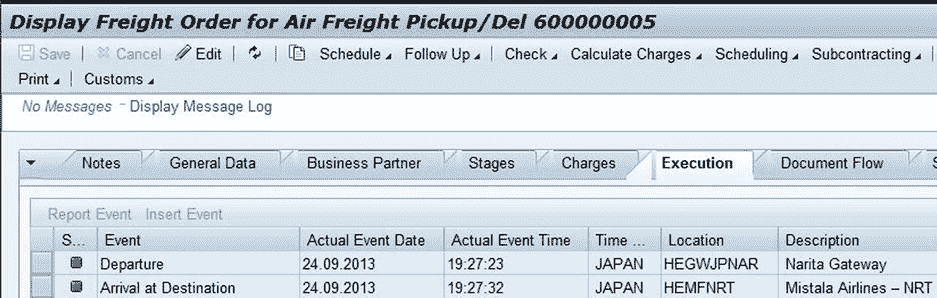 Display Freight Order for Air Freight Pickup/Del 600000005
Save Cancel Edit Schedule Follow Up Check Calculate Charges Scheduling Subcontracting
Print Customs
No Messages - Display Message Log
Notes General Data Business Partner Stages Charges Execution Document Flow S
Report Event Insert Event
S... Event Actual Event Date Actual Event Time Time ... Location Description
Departure 24.09.2013 19:27:23 JAPAN HEGWJPNAR Narita Gateway
Arrival at Destination 24.09.2013 19:27:32 JAPAN HEMFNRT Mistala Airlines – NRT